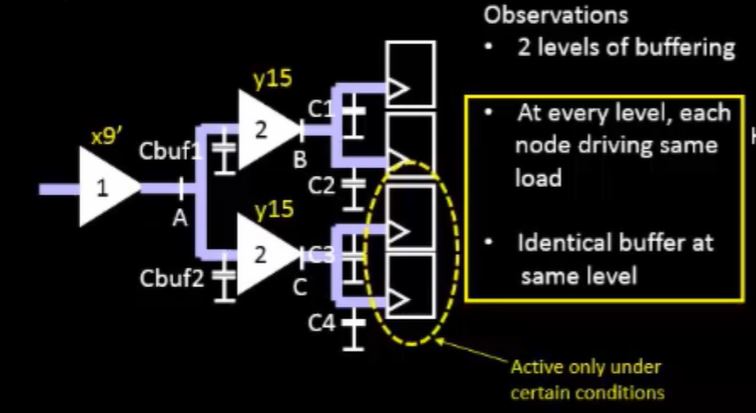 Observations
• 2 levels of buffering
• At every level, each
node driving same
load
• Identical buffer at
same level
x9'
1
A
Cbuf1
Cbuf2
y15
2
B
y15
2
C
C1
C2
C3
C4
Active only under
certain conditions